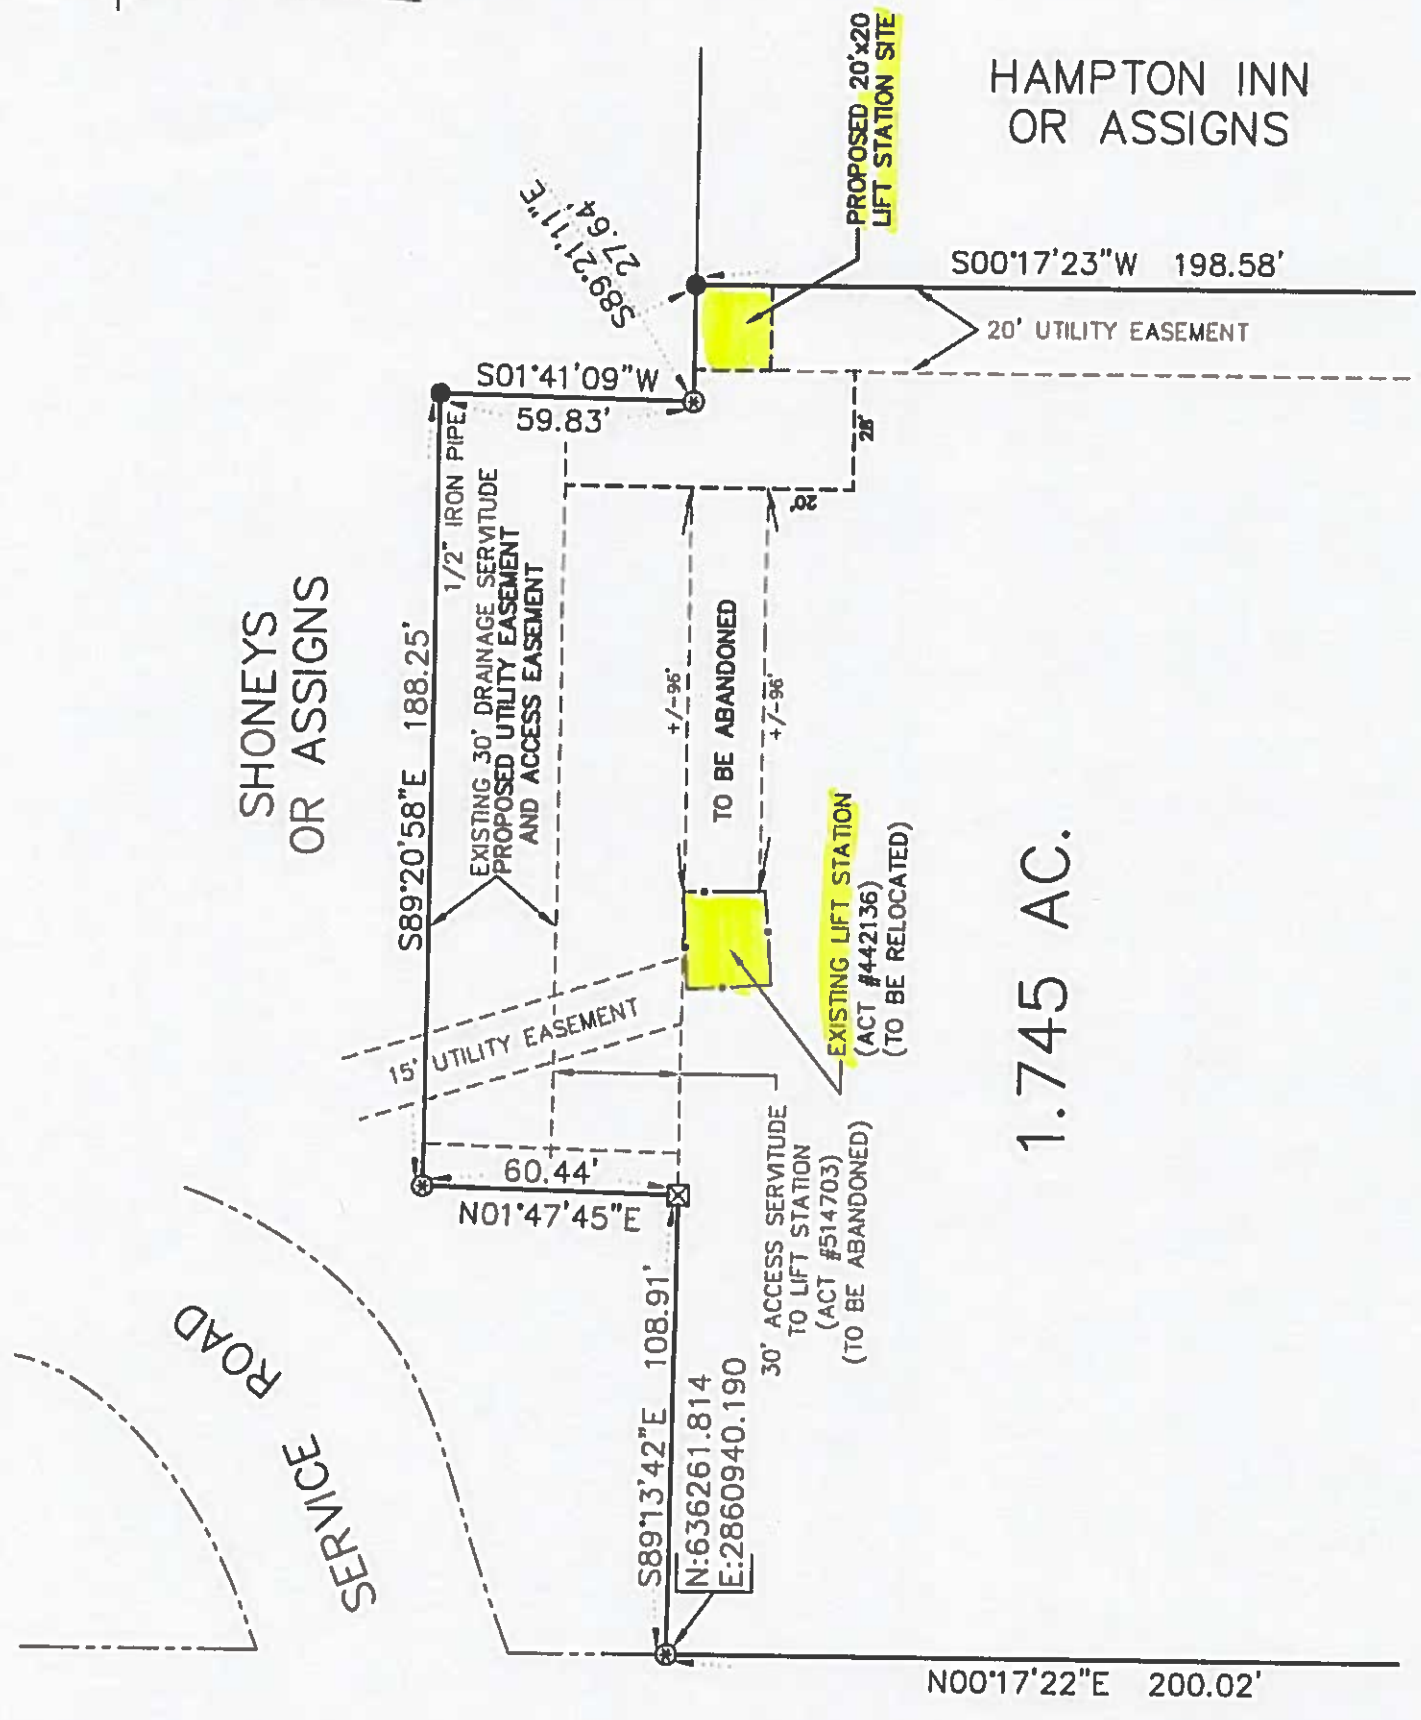 HAMPTON INN
OR ASSIGNS
PROPOSED 20'x20
LIFT STATION SITE
S89°21'11"E
27.64'
S00°17'23"W 198.58'
20' UTILITY EASEMENT
S01°41'09"W
59.83'
1/2" IRON PIPE
28'
20'
SHONEYS
OR ASSIGNS
S89°20'58"E 188.25'
EXISTING 30' DRAINAGE SERVITUDE
PROPOSED UTILITY EASEMENT
AND ACCESS EASEMENT
+/-96'
TO BE ABANDONED
+/-96'
EXISTING LIFT STATION
(ACT #442136)
(TO BE RELOCATED)
1.745 AC.
15' UTILITY EASEMENT
60.44'
N01°47'45"E
30' ACCESS SERVITUDE
TO LIFT STATION
(ACT #514703)
(TO BE ABANDONED)
SERVICE ROAD
S89°13'42"E 108.91'
N:636261.814
E:2860940.190
N00°17'22"E 200.02'